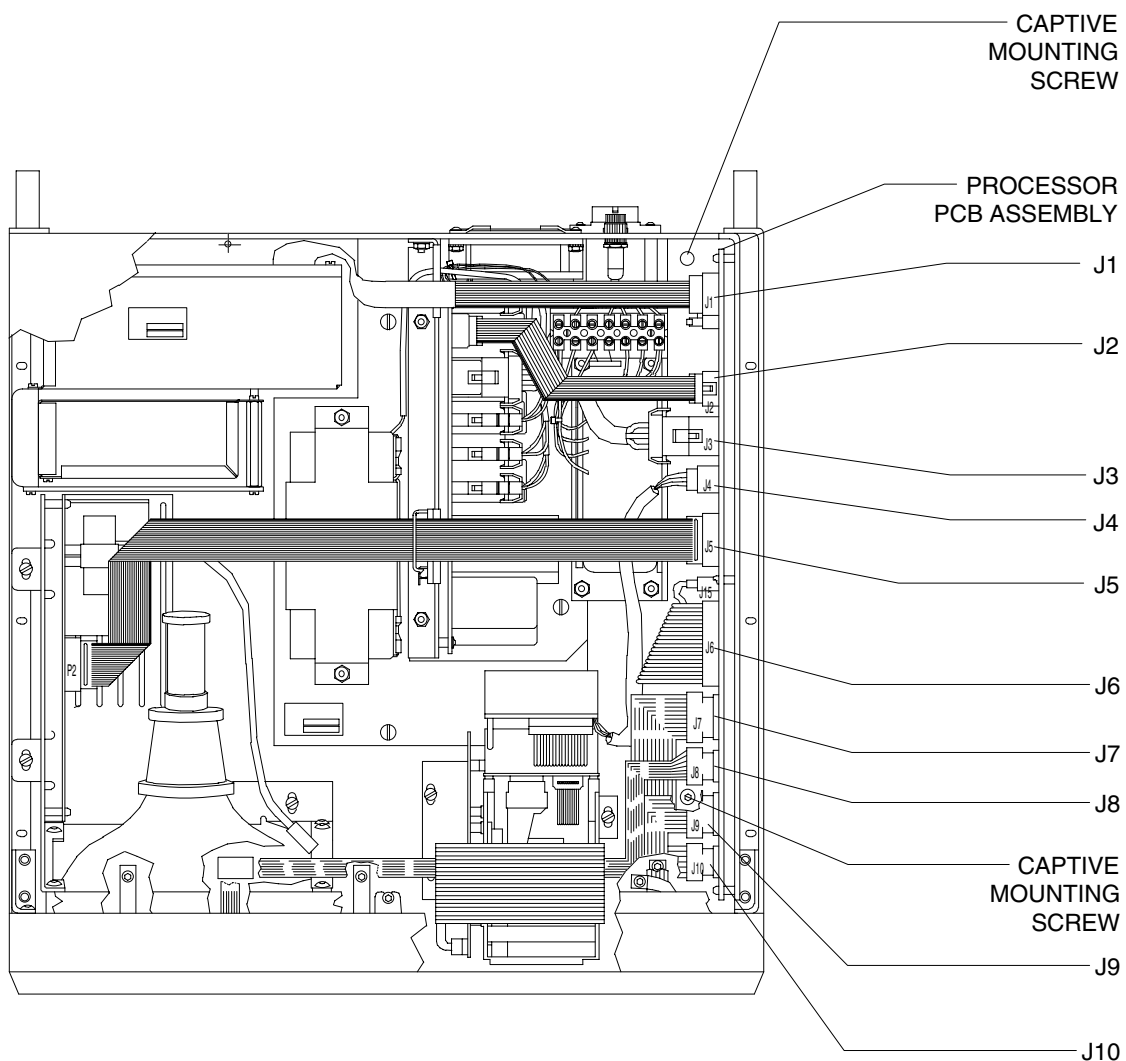 CAPTIVE
MOUNTING
SCREW
PROCESSOR
PCB ASSEMBLY
J1
J1
J2
J2
J3
J3
J4
J4
J5
J5
J15
J6
J6
P2
J7
J7
J8
J8
CAPTIVE
MOUNTING
SCREW
J9
J9
J10
J10